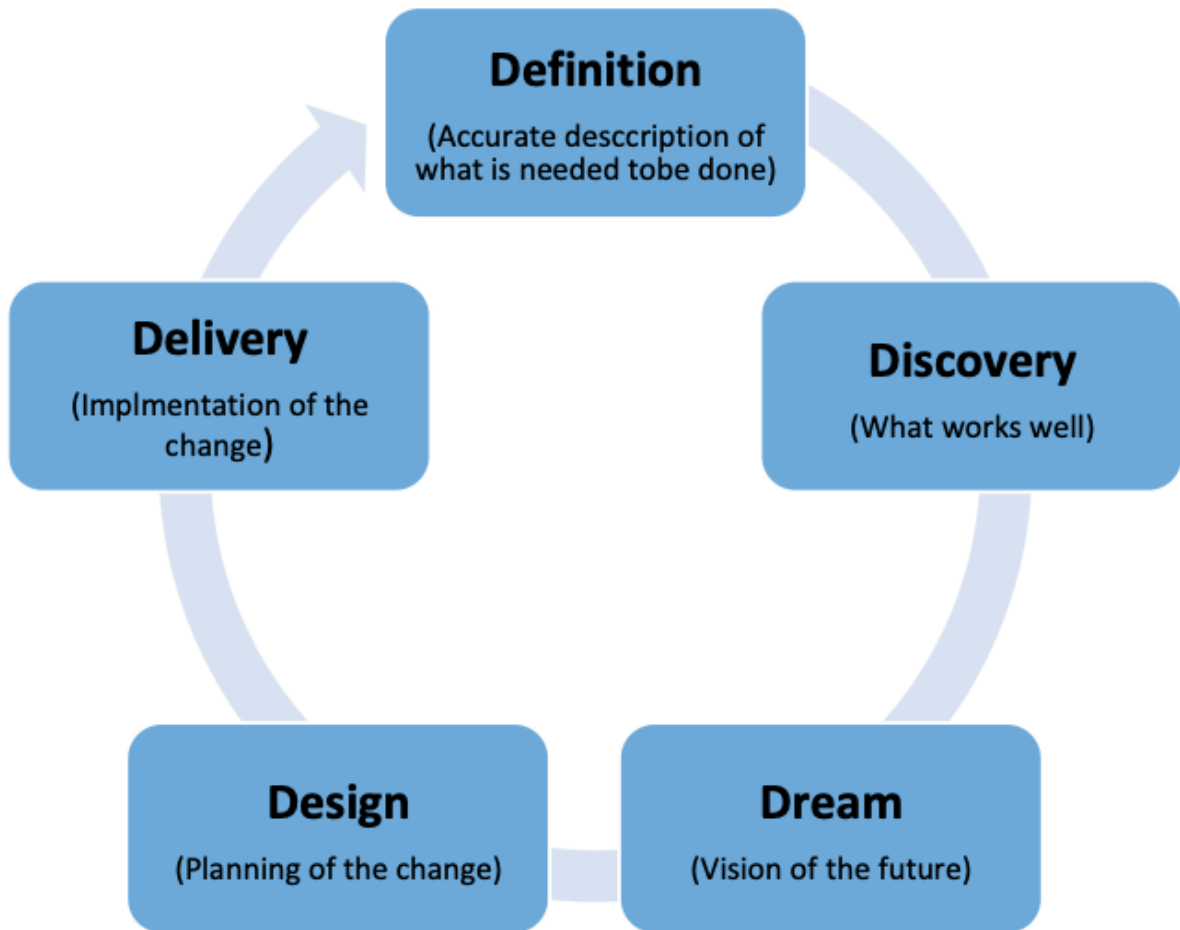 Definition
(Accurate desccription of
what is needed tobe done)
Discovery
(What works well)
Dream
(Vision of the future)
Design
(Planning of the change)
Delivery
(Implmentation of the
change)